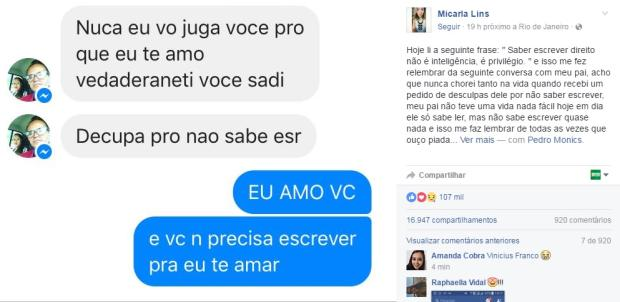 Nuca eu vo juga voce pro
que eu te amo
vedaderaneti voce sadi
Decupa pro nao sabe esr
EU AMO VC
e vc n precisa escrever
pra eu te amar
Micarla Lins
Seguir · 19 h próximo a Rio de Janeiro ·
Hoje li a seguinte frase: " Saber escrever direito
não é inteligência, é privilégio. " e isso me fez
relembrar da seguinte conversa com meu pai, acho
que nunca chorei tanto na vida quando recebi um
pedido de desculpas dele por não saber escrever,
meu pai não teve uma vida nada fácil hoje em dia
ele só sabe ler, mas não sabe escrever quase
nada e isso me faz lembrar de todas as vezes que
ouço piada... Ver mais — com Pedro Monics.
Compartilhar
107 mil
16.947 compartilhamentos 920 comentários
Visualizar comentários anteriores 7 de 920
Amanda Cobra Vinicius Franco
4 min
Raphaella Vidal !!!